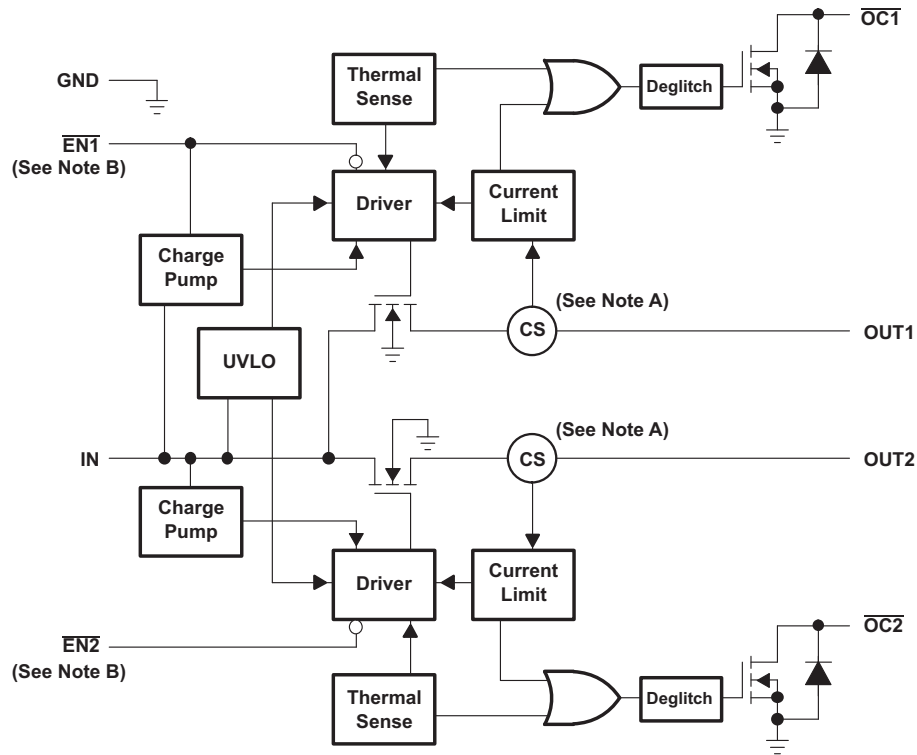 OC1
Thermal
Sense
GND
Deglitch
EN1
(See Note B)
Driver
Current
Limit
Charge
Pump
(See Note A)
CS
OUT1
UVLO
(See Note A)
IN
CS
OUT2
Charge
Pump
Driver
Current
Limit
OC2
EN2
(See Note B)
Thermal
Sense
Deglitch